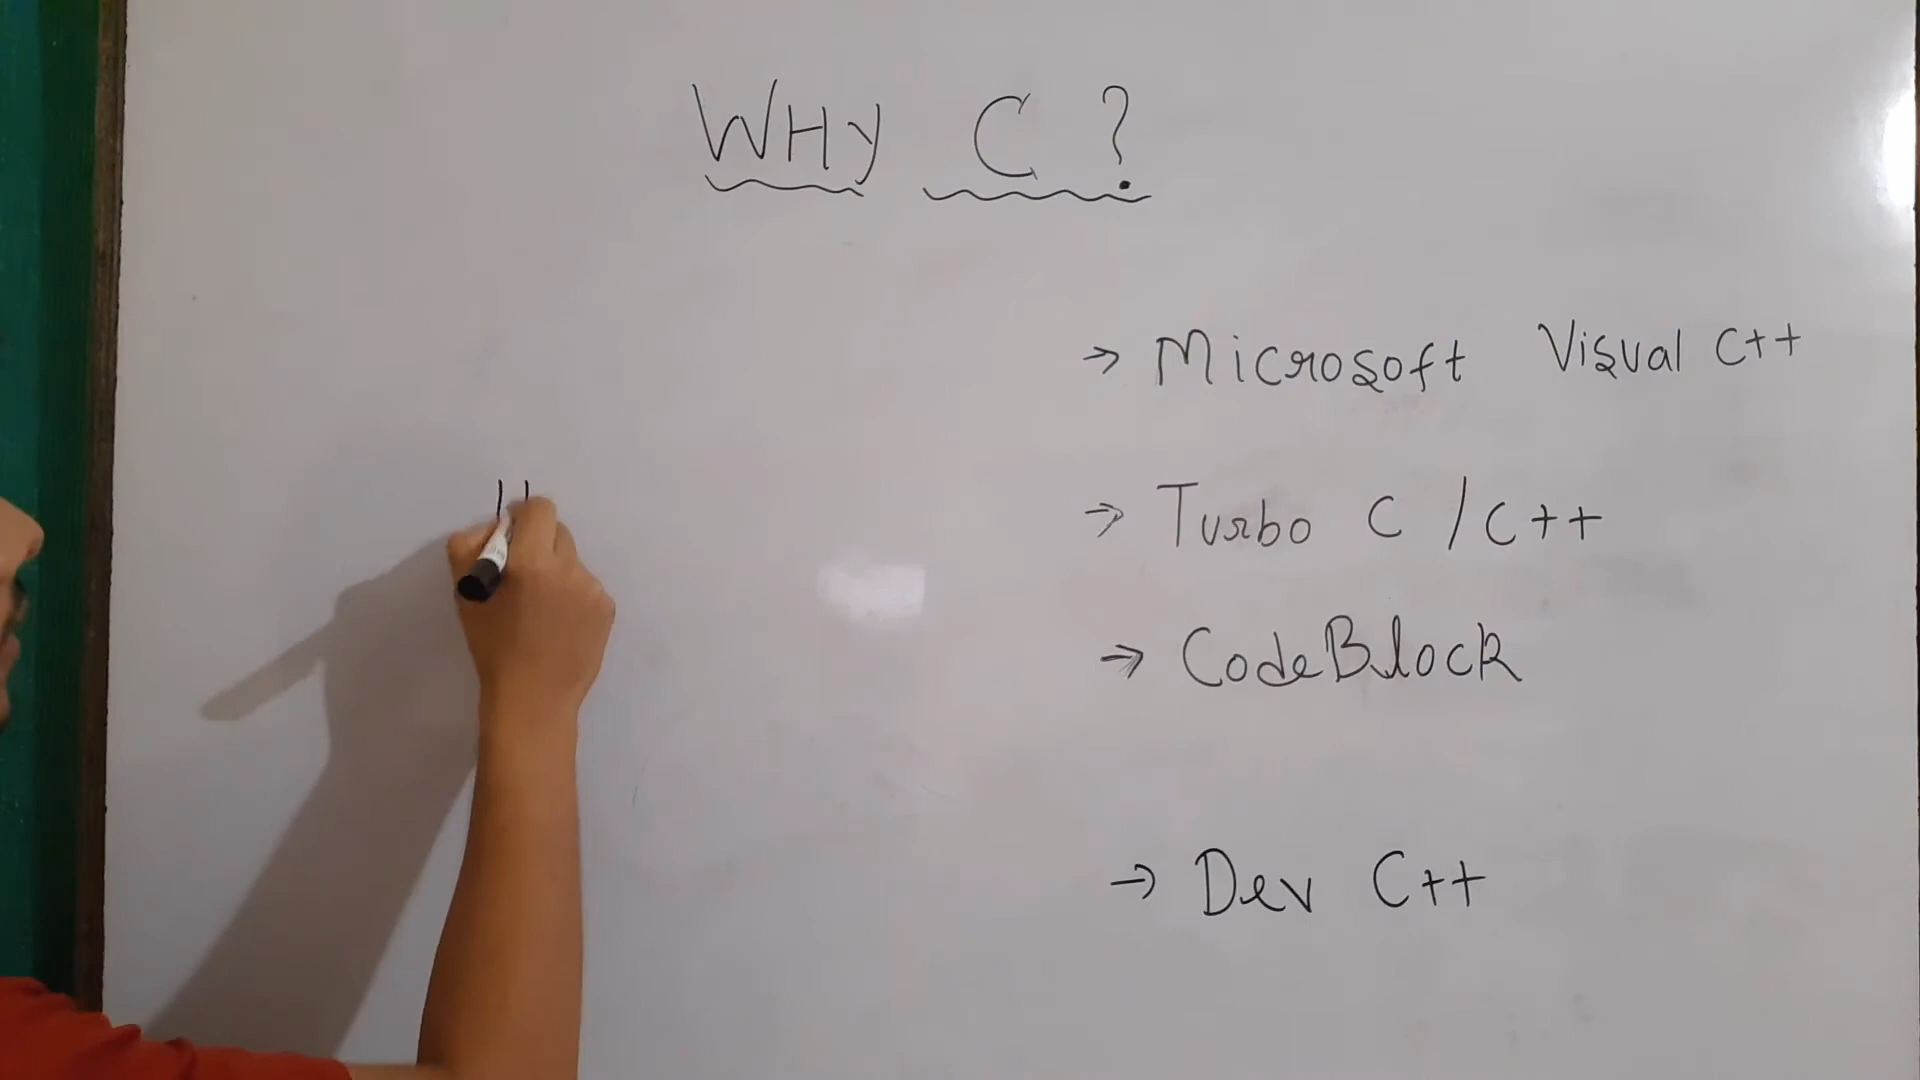 WHY C ?
→ Microsoft Visual C++
→ Turbo C / C++
→ CodeBlock
→ Dev C++